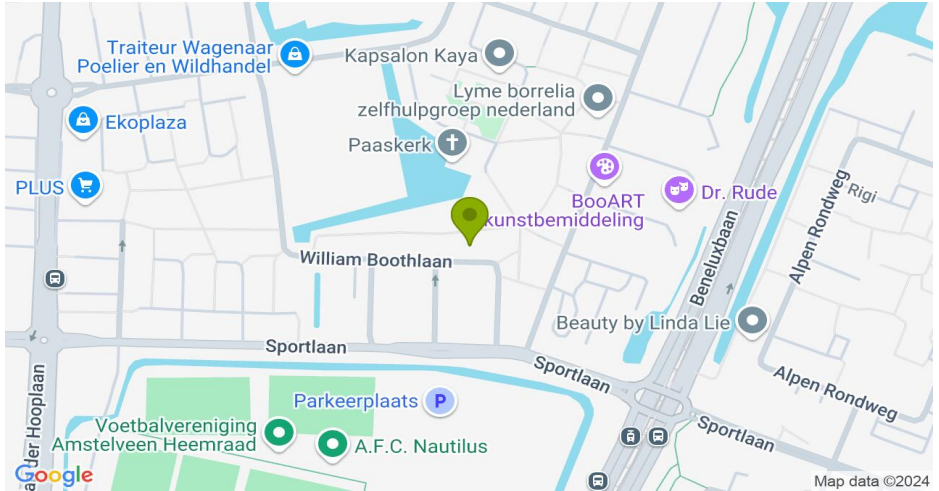 Traiteur Wagenaar
Poelier en Wildhandel
Kapsalon Kaya
Lyme borrelia
zelfhulpgroep nederland
Ekoplaza
Paaskerk
PLUS
BooART
kunstbemiddeling
Dr. Rude
Rigi
Alpen Rondweg
Beneluxbaan
William Boothlaan
Beauty by Linda Lie
Sportlaan
Sportlaan
Alpen Rondweg
Parkeerplaats
P
Sportlaan
Voetbalvereniging
Amstelveen Heemraad
A.F.C. Nautilus
der Hooplaan
Google
Map data ©2024